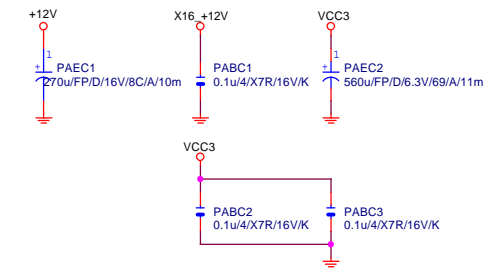 +12V
X16_+12V
VCC3
1
+
PAEC1
270u/FP/D/16V/8C/A/10m
PABC1
0.1u/4/X7R/16V/K
1
+
PAEC2
560u/FP/D/6.3V/69/A/11m
VCC3
PABC2
0.1u/4/X7R/16V/K
PABC3
0.1u/4/X7R/16V/K